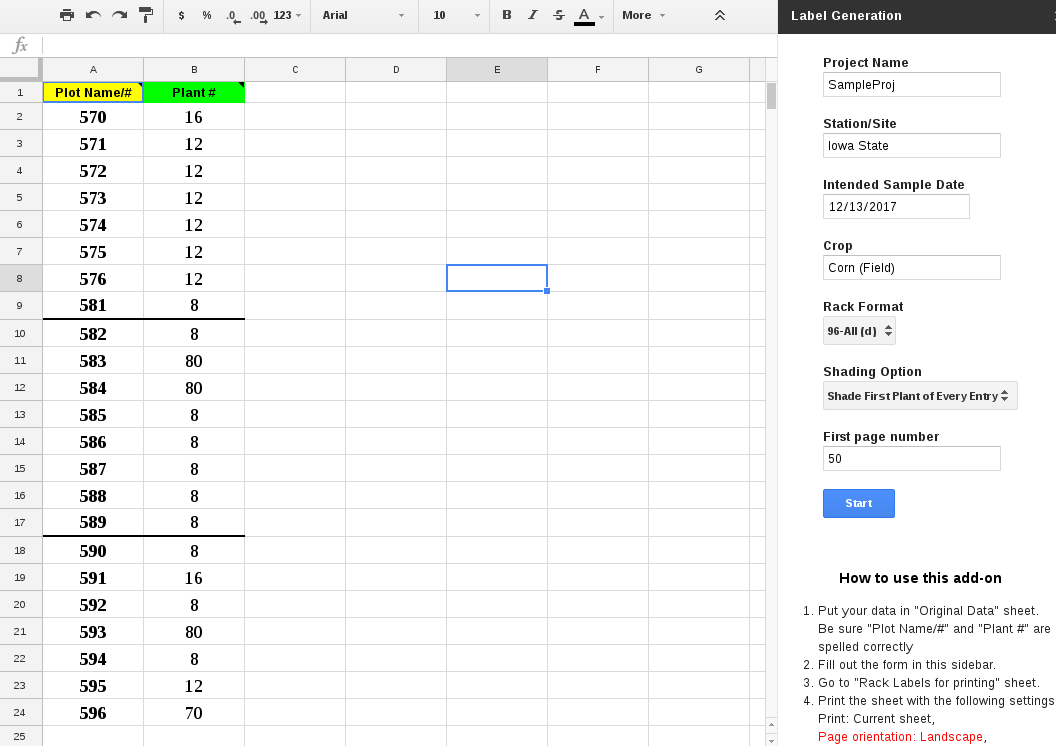 $ % .0 .00 123 Arial 10 B I S A More
Label Generation
fx
A B C D E F G
1 Plot Name/# Plant #
2 570 16
3 571 12
4 572 12
5 573 12
6 574 12
7 575 12
8 576 12
9 581 8
10 582 8
11 583 80
12 584 80
13 585 8
14 586 8
15 587 8
16 588 8
17 589 8
18 590 8
19 591 16
20 592 8
21 593 80
22 594 8
23 595 12
24 596 70
25
Project Name
SampleProj
Station/Site
Iowa State
Intended Sample Date
12/13/2017
Crop
Corn (Field)
Rack Format
96-All (d)
Shading Option
Shade First Plant of Every Entry
First page number
50
Start
How to use this add-on
1. Put your data in "Original Data" sheet.
Be sure "Plot Name/#" and "Plant #" are
spelled correctly
2. Fill out the form in this sidebar.
3. Go to "Rack Labels for printing" sheet.
4. Print the sheet with the following settings
Print: Current sheet,
Page orientation: Landscape,